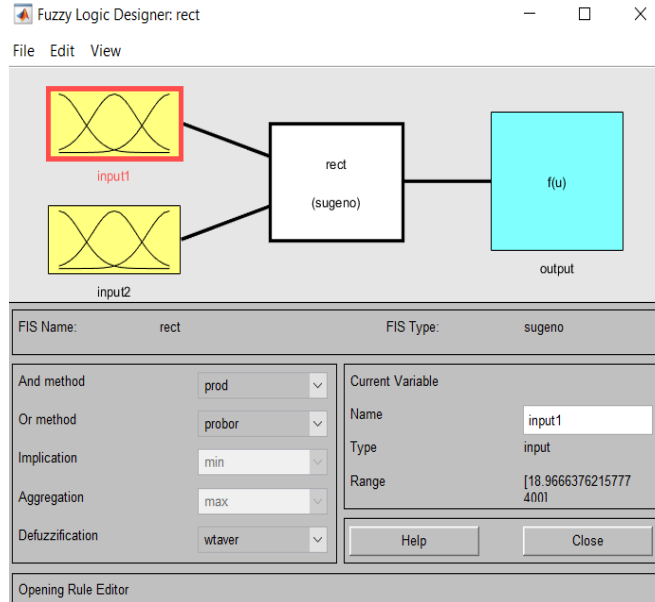 Fuzzy Logic Designer: rect
File Edit View
input1
input2
rect
(sugeno)
f(u)
output
FIS Name: rect FIS Type: sugeno
And method prod
Or method probor
Implication min
Aggregation max
Defuzzification wtaver
Current Variable
Name input1
Type input
Range [18.9666376215777
400]
Help Close
Opening Rule Editor